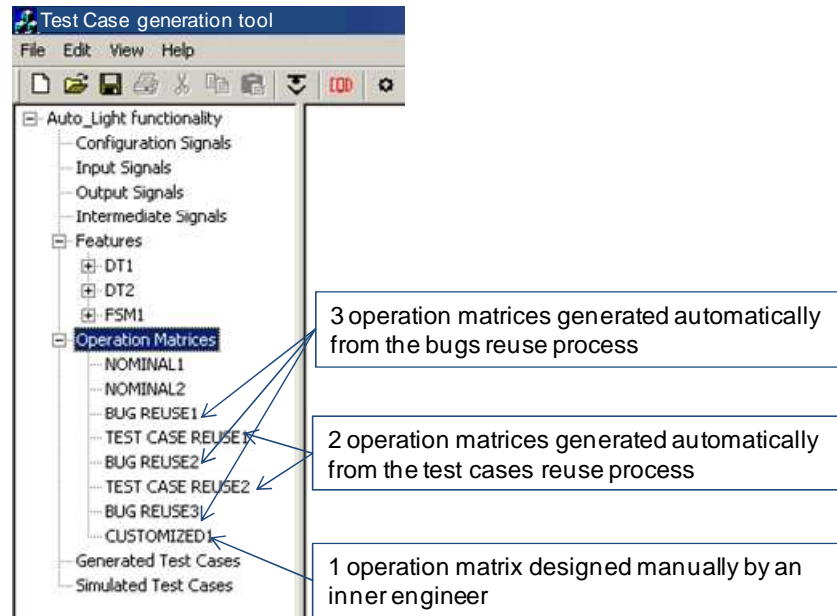 Test Case generation tool
File Edit View Help
Auto_Light functionality
Configuration Signals
Input Signals
Output Signals
Intermediate Signals
Features
DT1
DT2
FSM1
Operation Matrices
NOMINAL1
NOMINAL2
BUG REUSE1
TEST CASE REUSE1
BUG REUSE2
TEST CASE REUSE2
BUG REUSE3
CUSTOMIZED1
Generated Test Cases
Simulated Test Cases
3 operation matrices generated automatically
from the bugs reuse process
2 operation matrices generated automatically
from the test cases reuse process
1 operation matrix designed manually by an
inner engineer